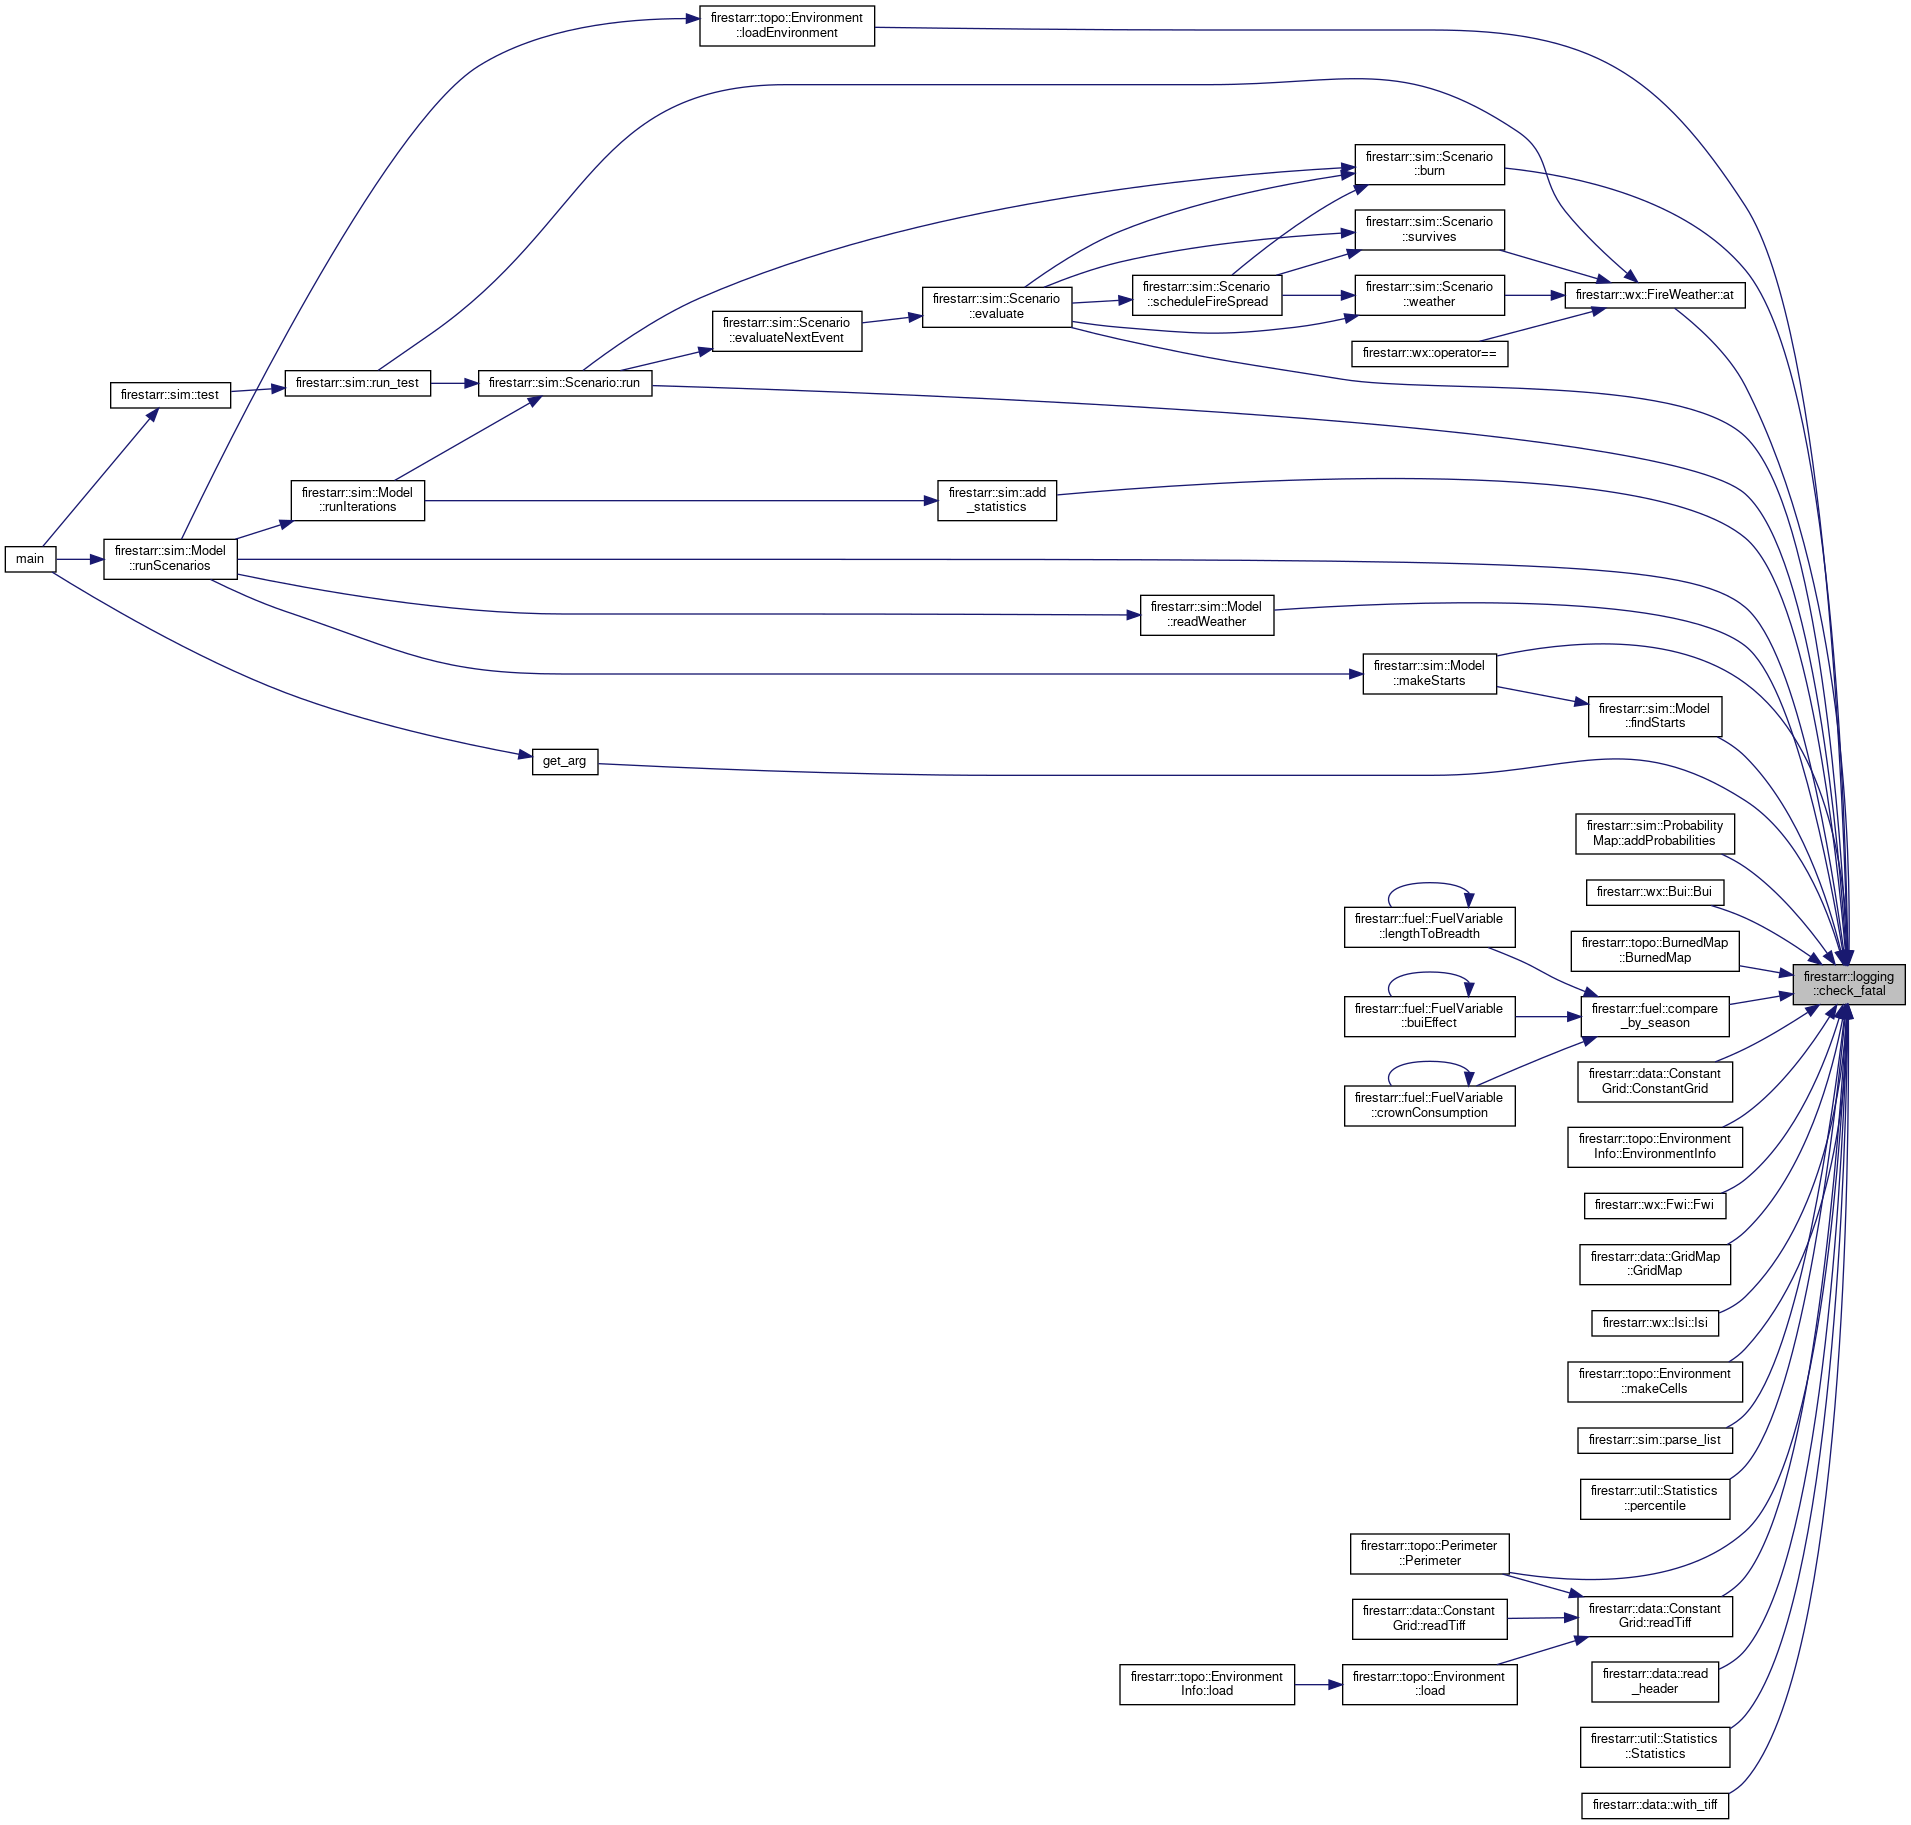 firestarr::topo::Environment
::loadEnvironment
firestarr::sim::Scenario
::burn
firestarr::sim::Scenario
::survives
firestarr::sim::Scenario
::scheduleFireSpread
firestarr::sim::Scenario
::weather
firestarr::wx::FireWeather::at
firestarr::sim::Scenario
::evaluate
firestarr::sim::Scenario
::evaluateNextEvent
firestarr::wx::operator==
firestarr::sim::test
firestarr::sim::run_test
firestarr::sim::Scenario::run
firestarr::sim::Model
::runIterations
firestarr::sim::add
_statistics
main
firestarr::sim::Model
::runScenarios
firestarr::sim::Model
::readWeather
firestarr::sim::Model
::makeStarts
firestarr::sim::Model
::findStarts
get_arg
firestarr::sim::Probability
Map::addProbabilities
firestarr::wx::Bui::Bui
firestarr::fuel::FuelVariable
::lengthToBreadth
firestarr::topo::BurnedMap
::BurnedMap
firestarr::logging
::check_fatal
firestarr::fuel::FuelVariable
::buiEffect
firestarr::fuel::compare
_by_season
firestarr::data::Constant
Grid::ConstantGrid
firestarr::fuel::FuelVariable
::crownConsumption
firestarr::topo::Environment
Info::EnvironmentInfo
firestarr::wx::Fwi::Fwi
firestarr::data::GridMap
::GridMap
firestarr::wx::Isi::Isi
firestarr::topo::Environment
::makeCells
firestarr::sim::parse_list
firestarr::util::Statistics
::percentile
firestarr::topo::Perimeter
::Perimeter
firestarr::data::Constant
Grid::readTiff
firestarr::data::Constant
Grid::readTiff
firestarr::topo::Environment
Info::load
firestarr::topo::Environment
::load
firestarr::data::read
_header
firestarr::util::Statistics
::Statistics
firestarr::data::with_tiff